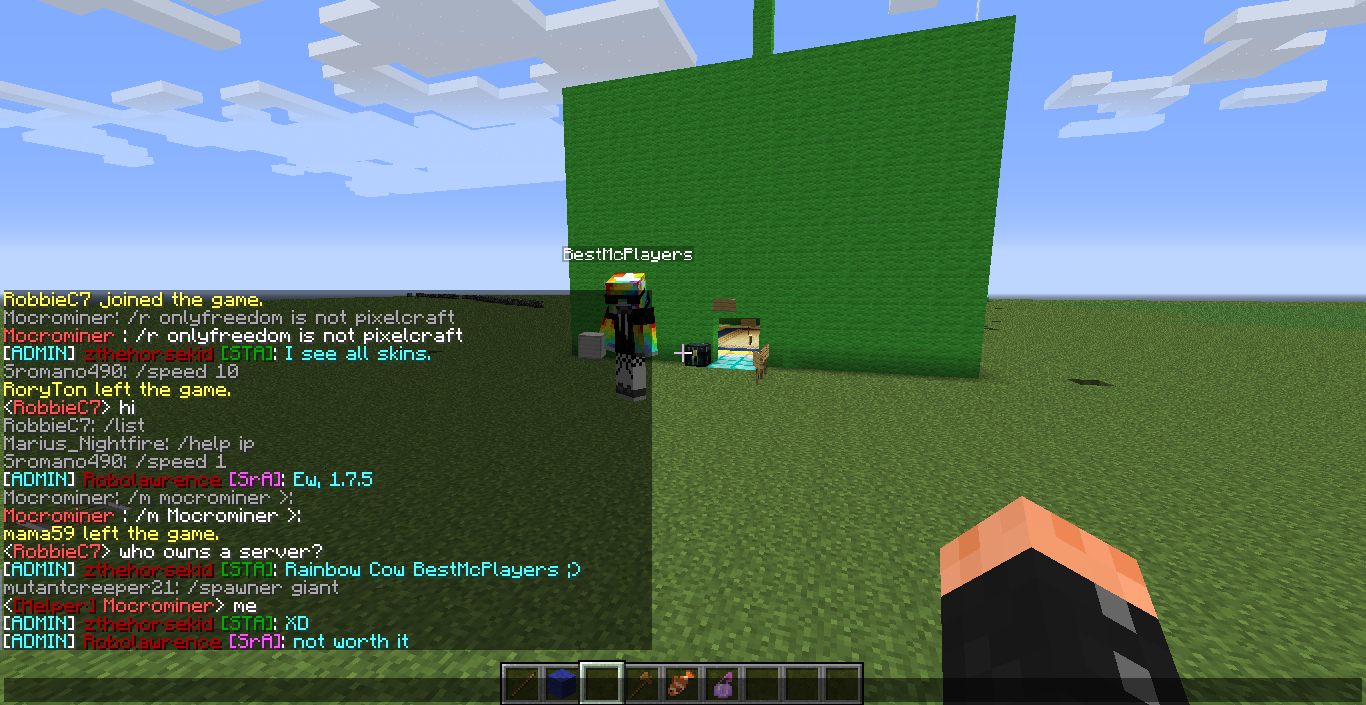 BestMcPlayers
RobbieC7 joined the game.
Mocrominer: /r onlyfreedom is not pixelcraft
Mocrominer : /r onlyfreedom is not pixelcraft
[ADMIN] zthehorsekid [STA]: I see all skins.
Sromano490: /speed 10
RoryTon left the game.
<RobbieC7> hi
RobbieC7: /list
Marius_Nightfire: /help ip
Sromano490: /speed 1
[ADMIN] Robolawrence [SrA]: Ew, 1.7.5
Mocrominer: /m mocrominer >:
Mocrominer : /m Mocrominer >:
mama59 left the game.
<RobbieC7> who owns a server?
[ADMIN] zthehorsekid [STA]: Rainbow Cow BestMcPlayers ;)
mutantcreeper21: /spawner giant
<[Helper] Mocrominer> me
[ADMIN] zthehorsekid [STA]: XD
[ADMIN] Robolawrence [SrA]: not worth it